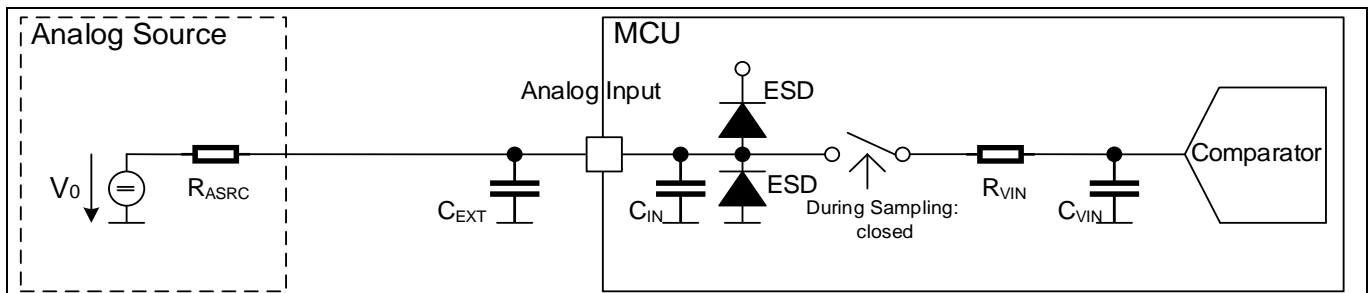 Analog Source
MCU
Analog Input
ESD
V0
RASRC
CEXT
CIN
ESD
During Sampling:
closed
RVIN
CVIN
Comparator